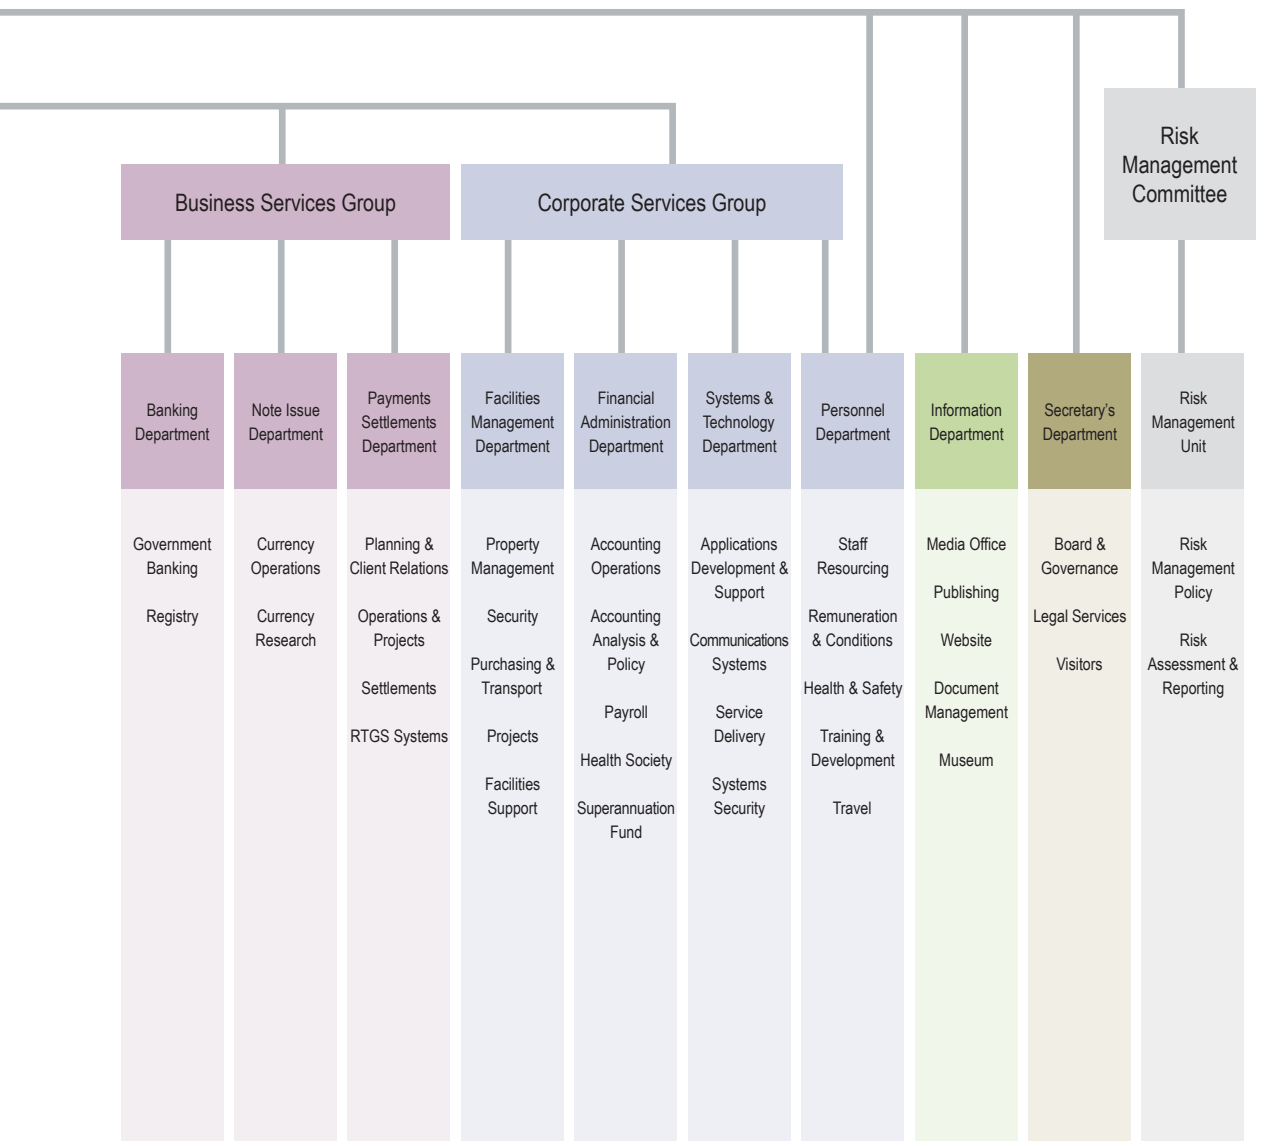 Risk
Management
Committee
Business Services Group
Corporate Services Group
Banking
Department
Note Issue
Department
Payments
Settlements
Department
Facilities
Management
Department
Financial
Administration
Department
Systems &
Technology
Department
Personnel
Department
Information
Department
Secretary's
Department
Risk
Management
Unit
Government
Banking
Registry
Currency
Operations
Currency
Research
Planning &
Client Relations
Operations &
Projects
Settlements
RTGS Systems
Property
Management
Security
Purchasing &
Transport
Projects
Facilities
Support
Accounting
Operations
Accounting
Analysis &
Policy
Payroll
Health Society
Superannuation
Fund
Applications
Development &
Support
Communications
Systems
Service
Delivery
Systems
Security
Staff
Resourcing
Remuneration
& Conditions
Health & Safety
Training &
Development
Travel
Media Office
Publishing
Website
Document
Management
Museum
Board &
Governance
Legal Services
Visitors
Risk
Management
Policy
Risk
Assessment &
Reporting